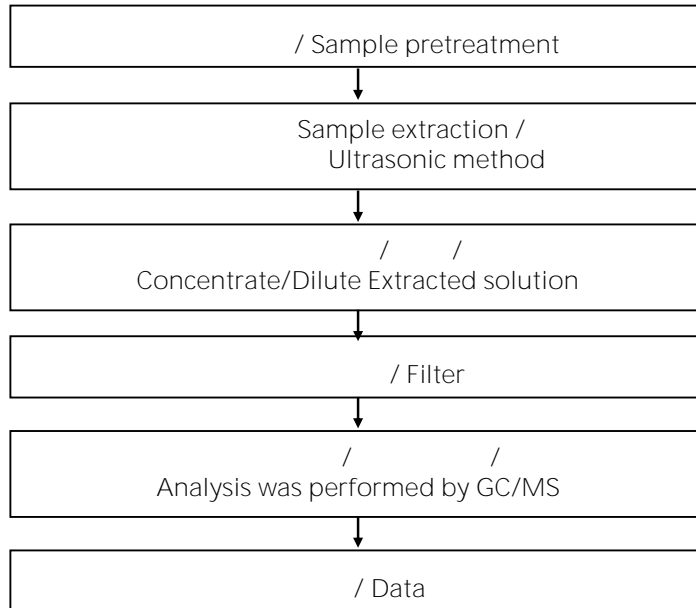 / Sample pretreatment
Sample extraction /
Ultrasonic method
/ /
Concentrate/Dilute Extracted solution
/ Filter
/ /
Analysis was performed by GC/MS
/ Data